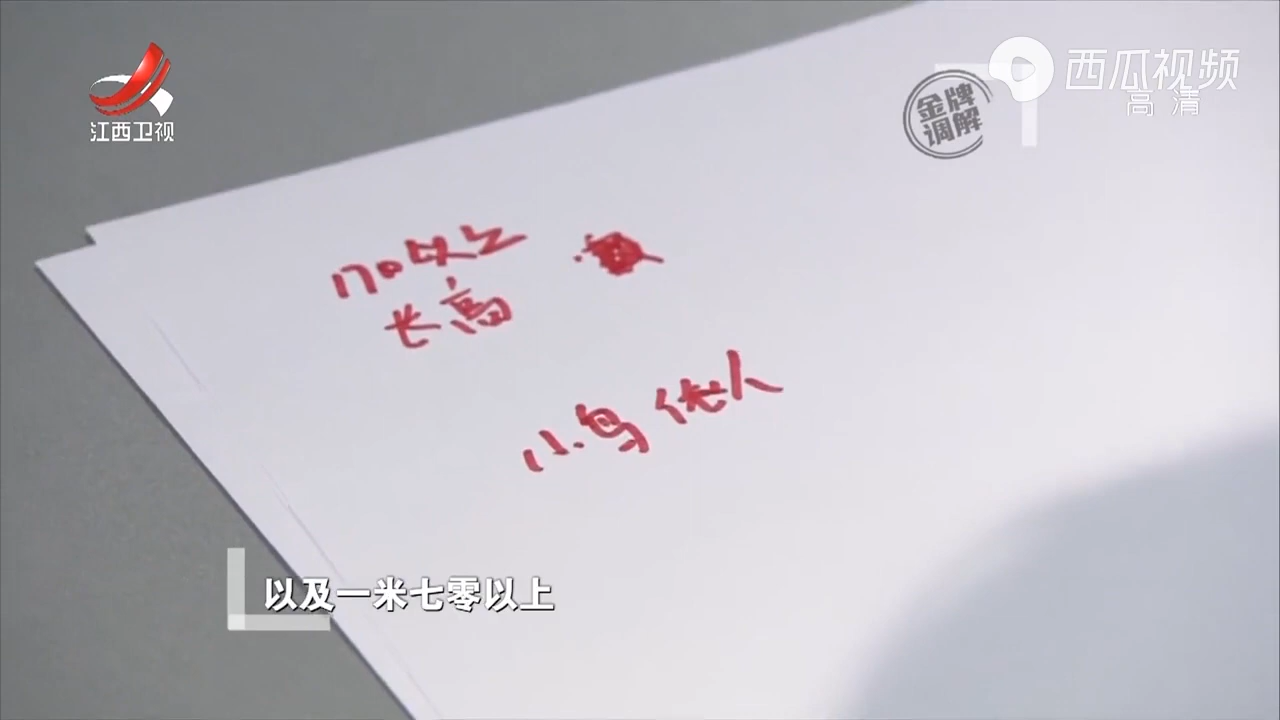 江西卫视
金牌调解
西瓜视频
高清
170以上
长高
小鸟依人
以及一米七零以上